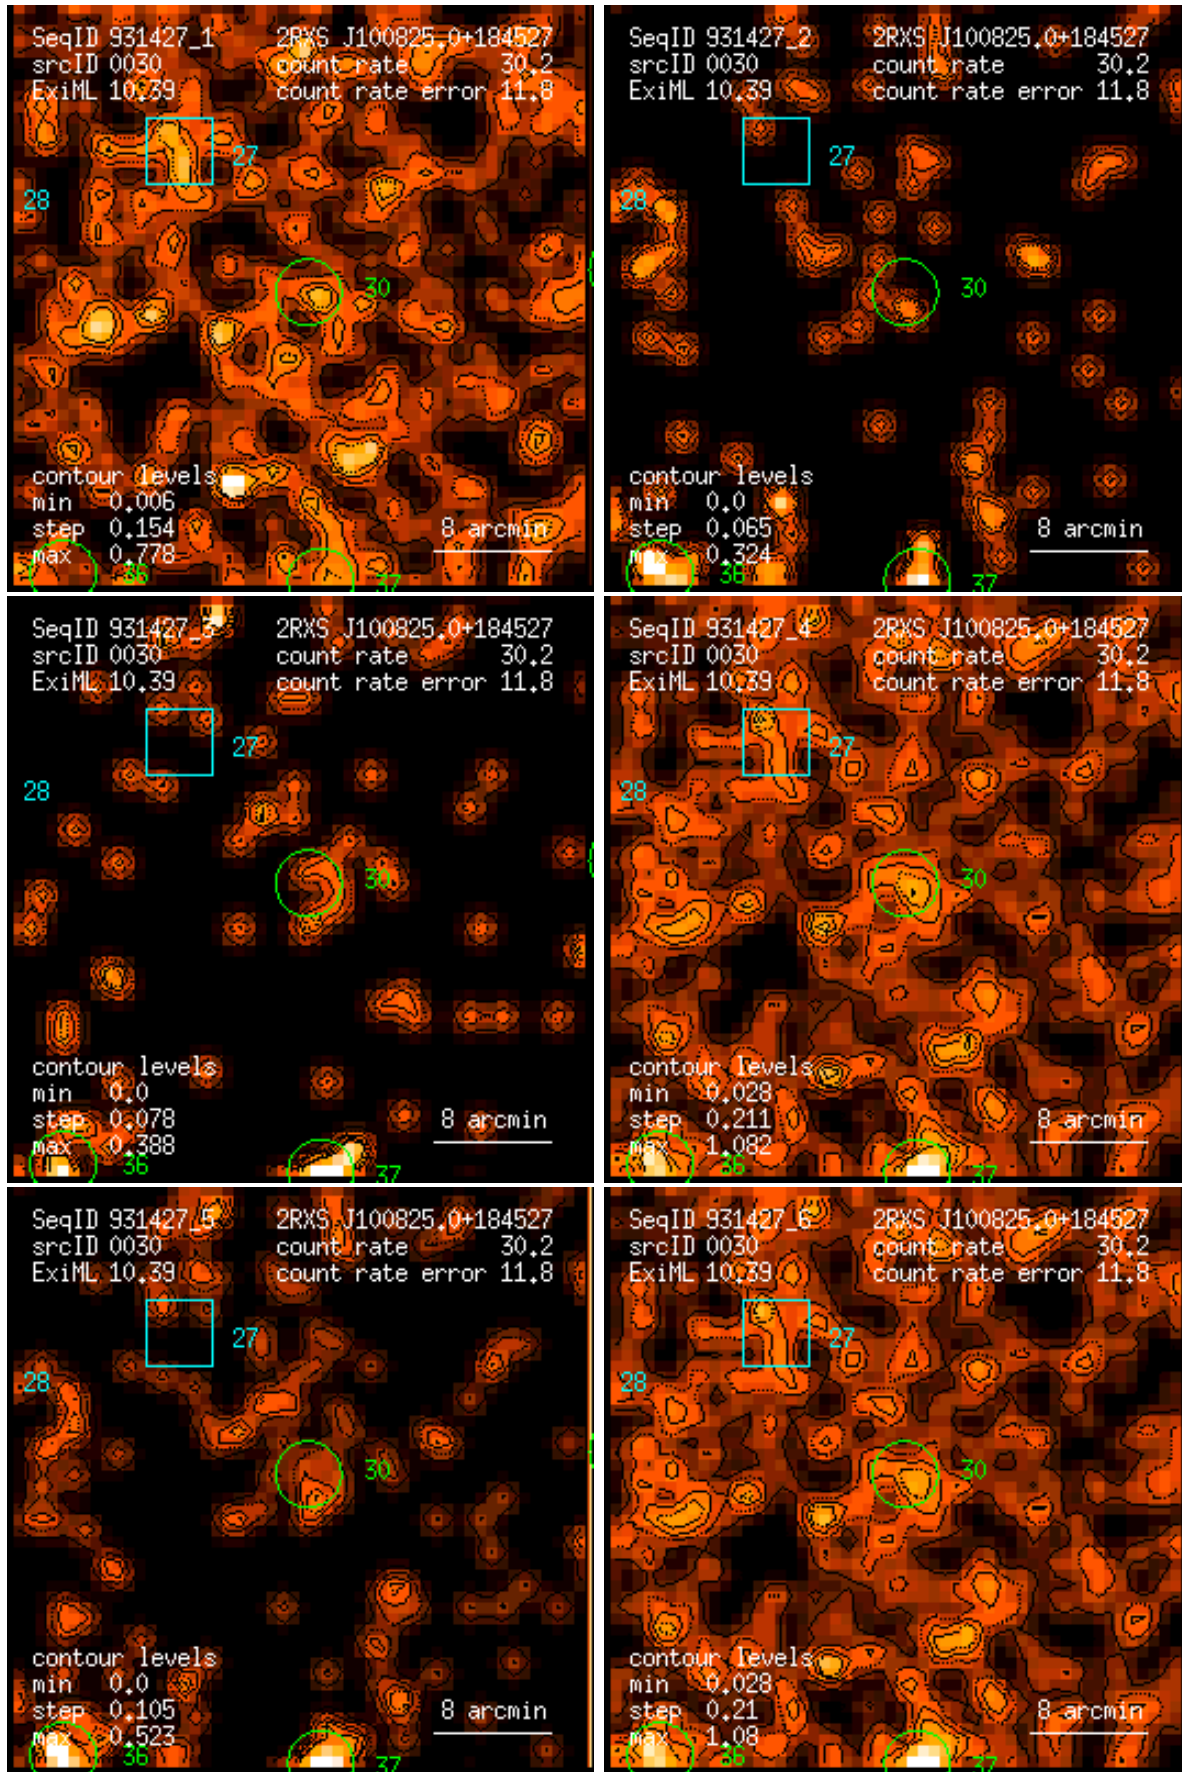 SeqID 931427_1 2RXS J100825.0+184527
srcID 0030 count rate 30.2
ExiML 10.39 count rate error 11.8
27
28
30
contour levels
min 0.006
step 0.154
max 0.778
8 arcmin
36
37
SeqID 931427_2 2RXS J100825.0+184527
srcID 0030 count rate 30.2
ExiML 10.39 count rate error 11.8
27
28
30
contour levels
min 0.0
step 0.065
max 0.324
8 arcmin
36
37
SeqID 931427_3 2RXS J100825.0+184527
srcID 0030 count rate 30.2
ExiML 10.39 count rate error 11.8
27
28
30
contour levels
min 0.0
step 0.078
max 0.388
8 arcmin
36
37
SeqID 931427_4 2RXS J100825.0+184527
srcID 0030 count rate 30.2
ExiML 10.39 count rate error 11.8
27
28
30
contour levels
min 0.028
step 0.211
max 1.082
8 arcmin
36
37
SeqID 931427_5 2RXS J100825.0+184527
srcID 0030 count rate 30.2
ExiML 10.39 count rate error 11.8
27
28
30
contour levels
min 0.0
step 0.105
max 0.523
8 arcmin
36
37
SeqID 931427_6 2RXS J100825.0+184527
srcID 0030 count rate 30.2
ExiML 10.39 count rate error 11.8
27
28
30
contour levels
min 0.028
step 0.21
max 1.08
8 arcmin
36
37